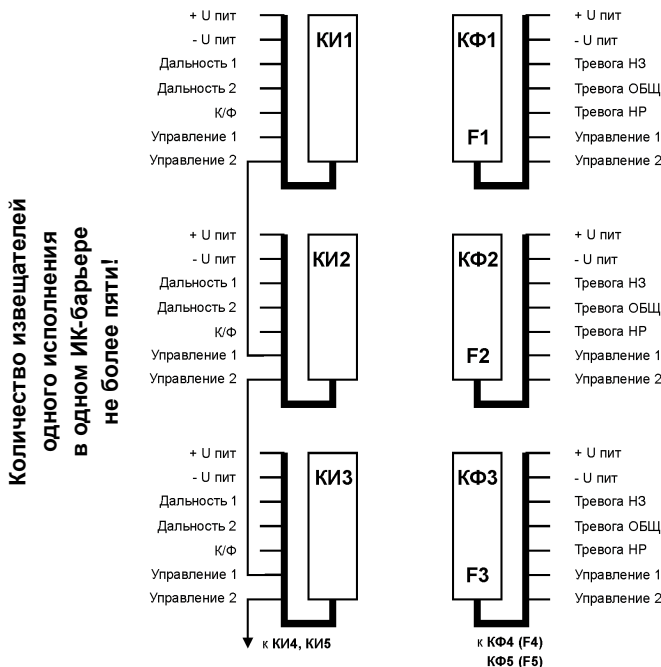 Количество извещателей
одного исполнения
в одном ИК-барьере
не более пяти!
+ U пит
- U пит
Дальность 1
Дальность 2
К/Ф
Управление 1
Управление 2
КИ1
КФ1
F1
+ U пит
- U пит
Тревога НЗ
Тревога ОБЩ
Тревога НР
Управление 1
Управление 2
+ U пит
- U пит
Дальность 1
Дальность 2
К/Ф
Управление 1
Управление 2
КИ2
КФ2
F2
+ U пит
- U пит
Тревога НЗ
Тревога ОБЩ
Тревога НР
Управление 1
Управление 2
+ U пит
- U пит
Дальность 1
Дальность 2
К/Ф
Управление 1
Управление 2
КИ3
КФ3
F3
+ U пит
- U пит
Тревога НЗ
Тревога ОБЩ
Тревога НР
Управление 1
Управление 2
к КИ4, КИ5
к КФ4 (F4)
КФ5 (F5)